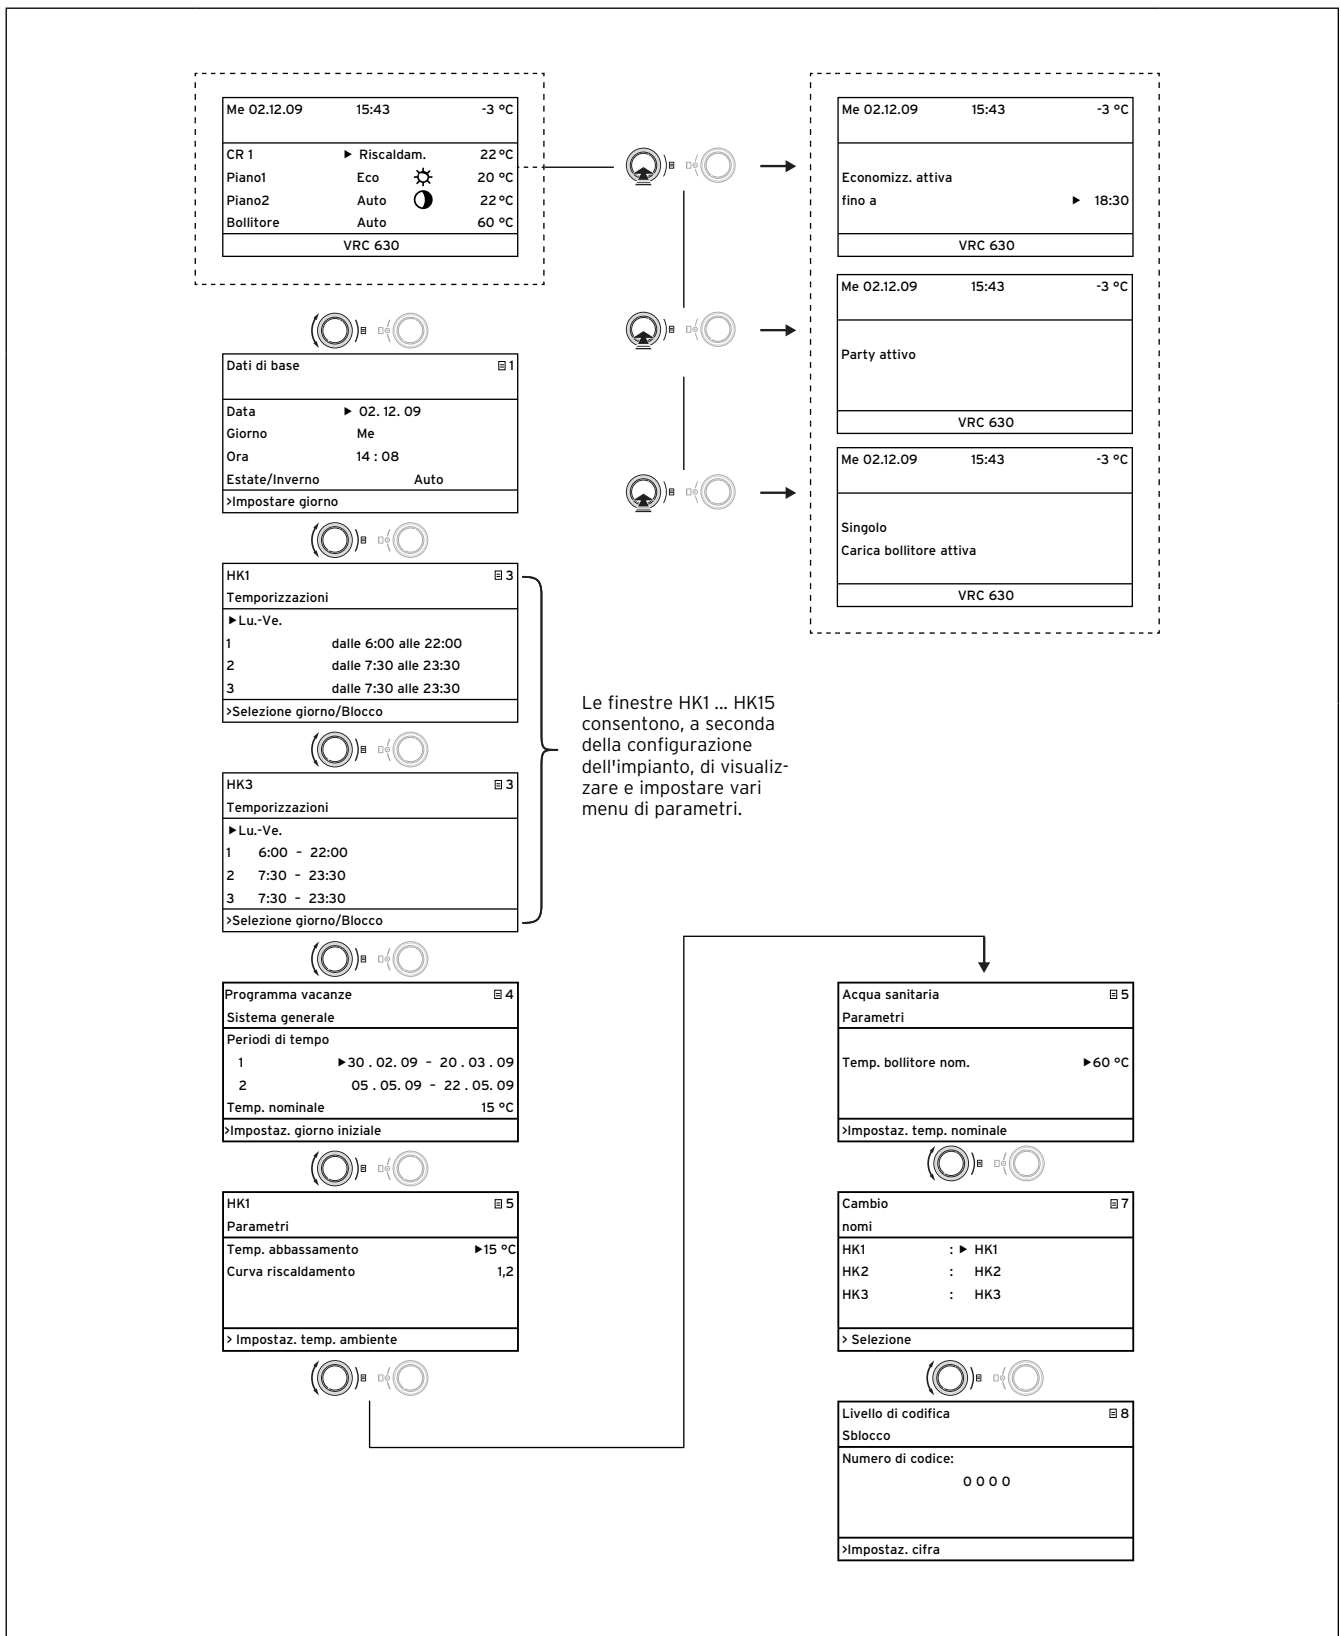 Me 02.12.09 15:43 -3 °C
CR 1 ▶ Riscaldam. 22 °C
Piano1 Eco 20 °C
Piano2 Auto 22 °C
Bollitore Auto 60 °C
VRC 630
Dati di base 1
Data ▶ 02. 12. 09
Giorno Me
Ora 14 : 08
Estate/Inverno Auto
>Impostare giorno
HK1 3
Temporizzazioni
▶Lu.-Ve.
1 dalle 6:00 alle 22:00
2 dalle 7:30 alle 23:30
3 dalle 7:30 alle 23:30
>Selezione giorno/Blocco
HK3 3
Temporizzazioni
▶Lu.-Ve.
1 6:00 - 22:00
2 7:30 - 23:30
3 7:30 - 23:30
>Selezione giorno/Blocco
Programma vacanze 4
Sistema generale
Periodi di tempo
1 ▶30 . 02. 09 - 20 . 03 . 09
2 05 . 05. 09 - 22 . 05. 09
Temp. nominale 15 °C
>Impostaz. giorno iniziale
HK1 5
Parametri
Temp. abbassamento ▶15 °C
Curva riscaldamento 1,2
> Impostaz. temp. ambiente
Me 02.12.09 15:43 -3 °C
Economizz. attiva
fino a ▶ 18:30
VRC 630
Me 02.12.09 15:43 -3 °C
Party attivo
VRC 630
Me 02.12.09 15:43 -3 °C
Singolo
Carica bollitore attiva
VRC 630
Le finestre HK1 ... HK15
consentono, a seconda
della configurazione
dell'impianto, di visualiz-
zare e impostare vari
menu di parametri.
Acqua sanitaria 5
Parametri
Temp. bollitore nom. ▶60 °C
>Impostaz. temp. nominale
Cambio 7
nomi
HK1 : ▶ HK1
HK2 : HK2
HK3 : HK3
> Selezione
Livello di codifica 8
Sblocco
Numero di codice:
0 0 0 0
>Impostaz. cifra